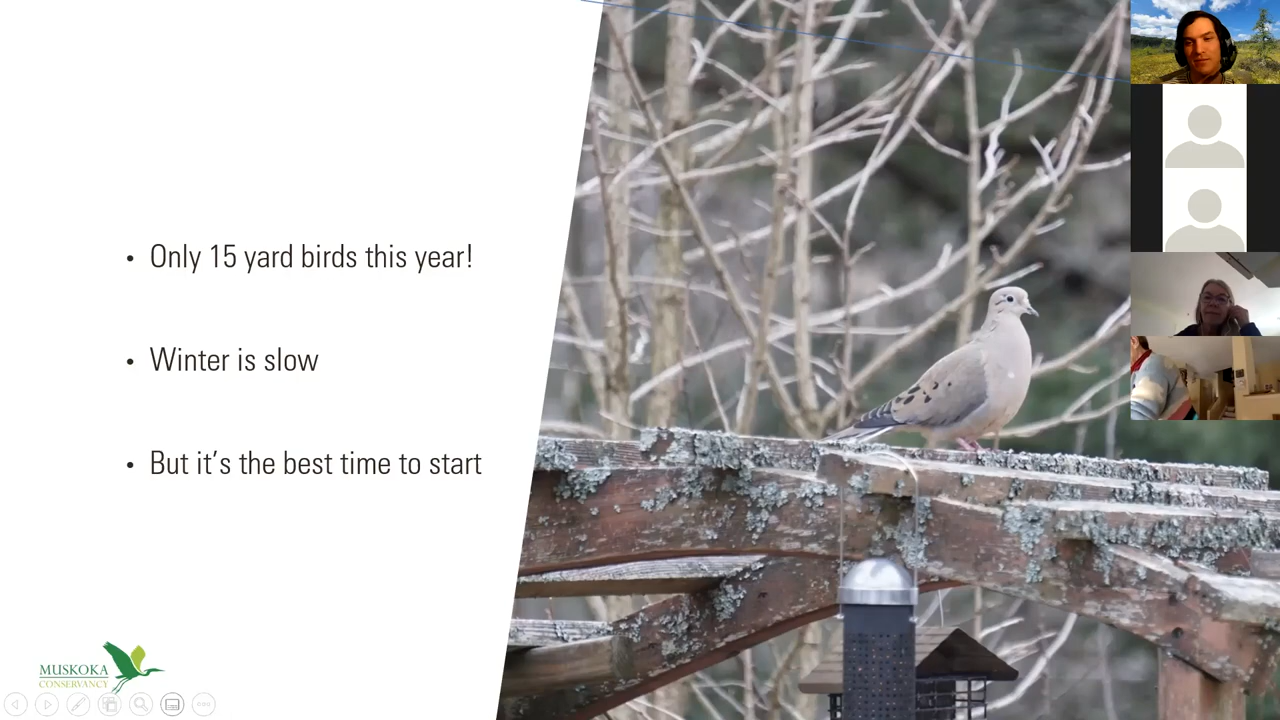 • Only 15 yard birds this year!
• Winter is slow
• But it's the best time to start
MUSKOKA
CONSERVANCY